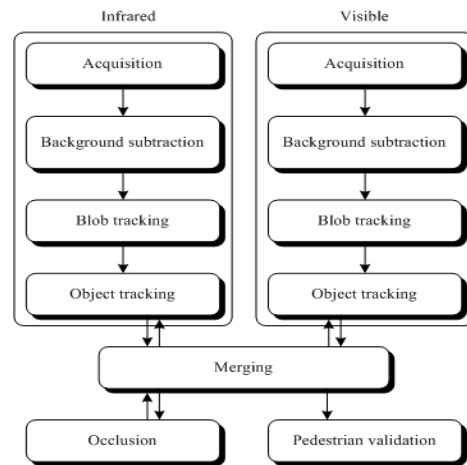 Infrared
Visible
Acquisition
Acquisition
Background subtraction
Background subtraction
Blob tracking
Blob tracking
Object tracking
Object tracking
Merging
Occlusion
Pedestrian validation